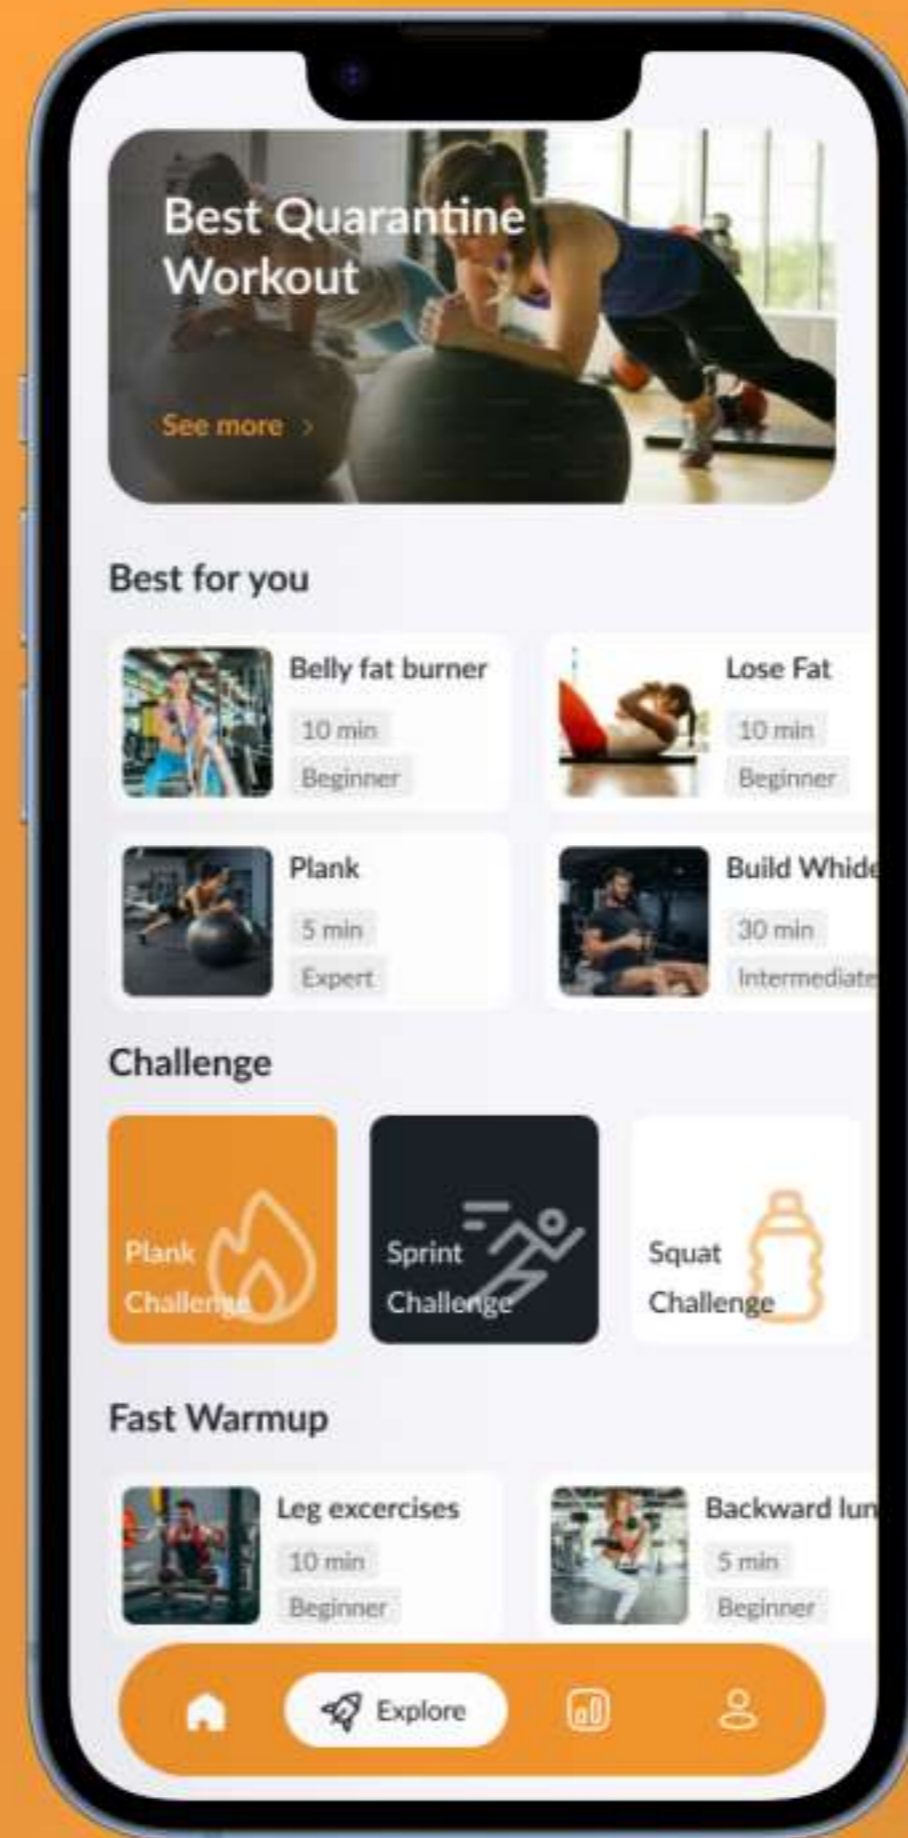 Best Quarantine
Workout
See more >
Best for you
Belly fat burner
10 min
Beginner
Lose Fat
10 min
Beginner
Plank
5 min
Expert
Build Whide
30 min
Intermediate
Challenge
Plank
Challenge
Sprint
Challenge
Squat
Challenge
Fast Warmup
Leg excercises
10 min
Beginner
Backward lun
5 min
Beginner
Explore